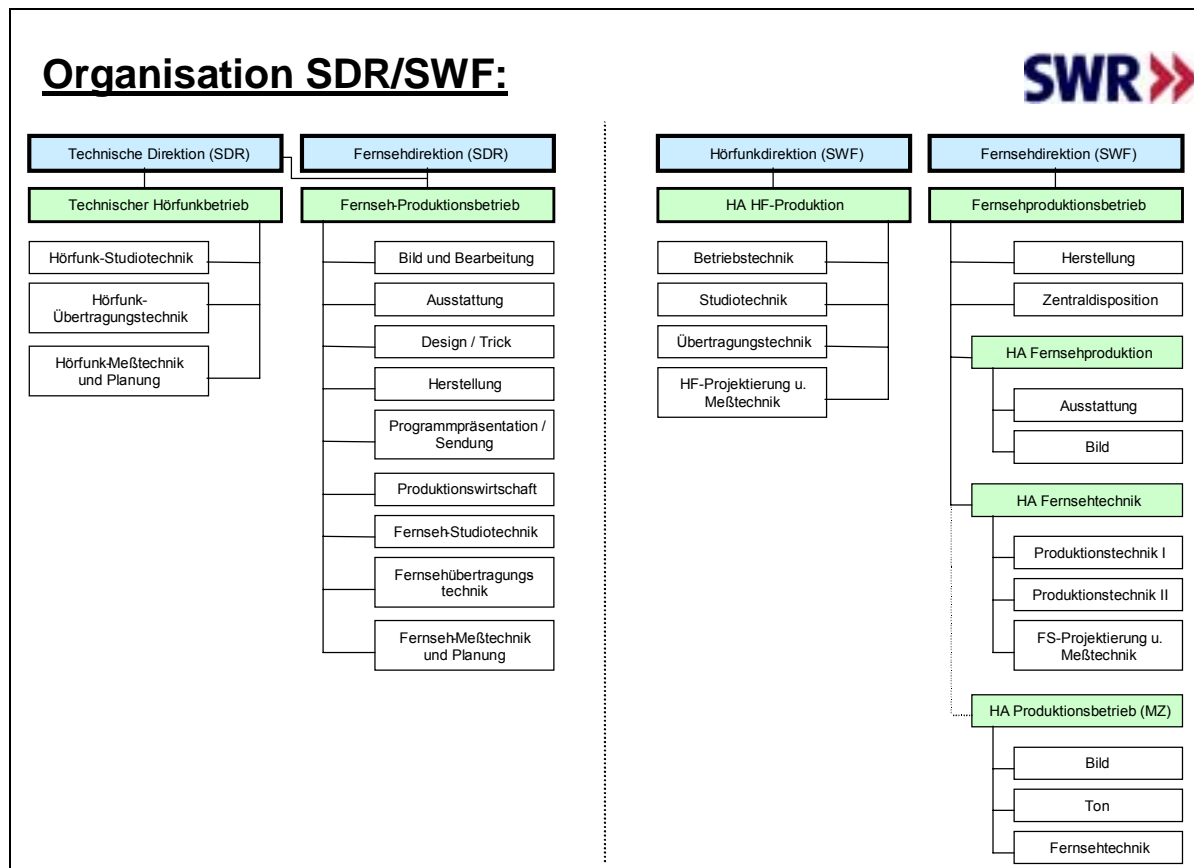 Organisation SDR/SWF:
SWR
Technische Direktion (SDR)
Fernsehdirektion (SDR)
Technischer Hörfunkbetrieb
Fernseh-Produktionsbetrieb
Hörfunk-Studiotechnik
Hörfunk-
Übertragungstechnik
Hörfunk-Meßtechnik
und Planung
Bild und Bearbeitung
Ausstattung
Design / Trick
Herstellung
Programmpräsentation /
Sendung
Produktionswirtschaft
Fernseh-Studiotechnik
Fernsehübertragungs
technik
Fernseh-Meßtechnik
und Planung
Hörfunkdirektion (SWF)
Fernsehdirektion (SWF)
HA HF-Produktion
Fernsehproduktionsbetrieb
Betriebstechnik
Studiotechnik
Übertragungstechnik
HF-Projektierung u.
Meßtechnik
Herstellung
Zentraldisposition
HA Fernsehproduktion
Ausstattung
Bild
HA Fernsehtechnik
Produktionstechnik I
Produktionstechnik II
FS-Projektierung u.
Meßtechnik
HA Produktionsbetrieb (MZ)
Bild
Ton
Fernsehtechnik